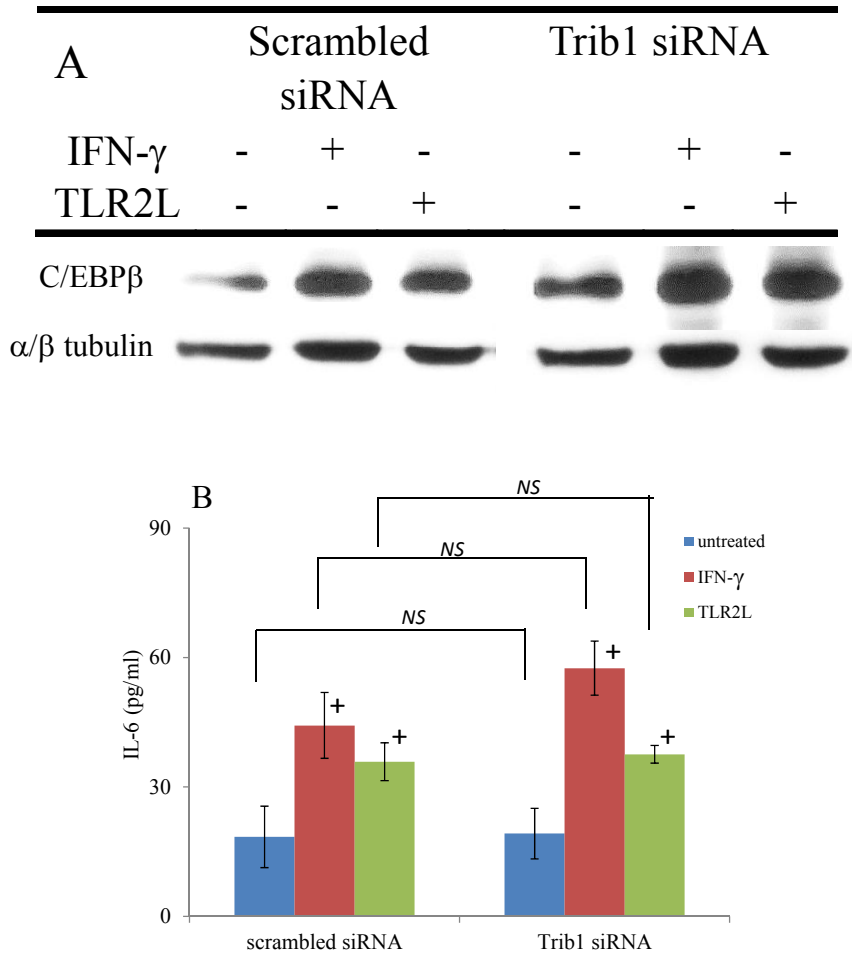 A
Scrambled siRNA
Trib1 siRNA
IFN-γ - + - - + -
TLR2L - - + - - +
C/EBPβ
α/β tubulin
B
NS
NS
NS
90
60
30
0
IL-6 (pg/ml)
+
+
+
+
untreated
IFN-γ
TLR2L
scrambled siRNA
Trib1 siRNA